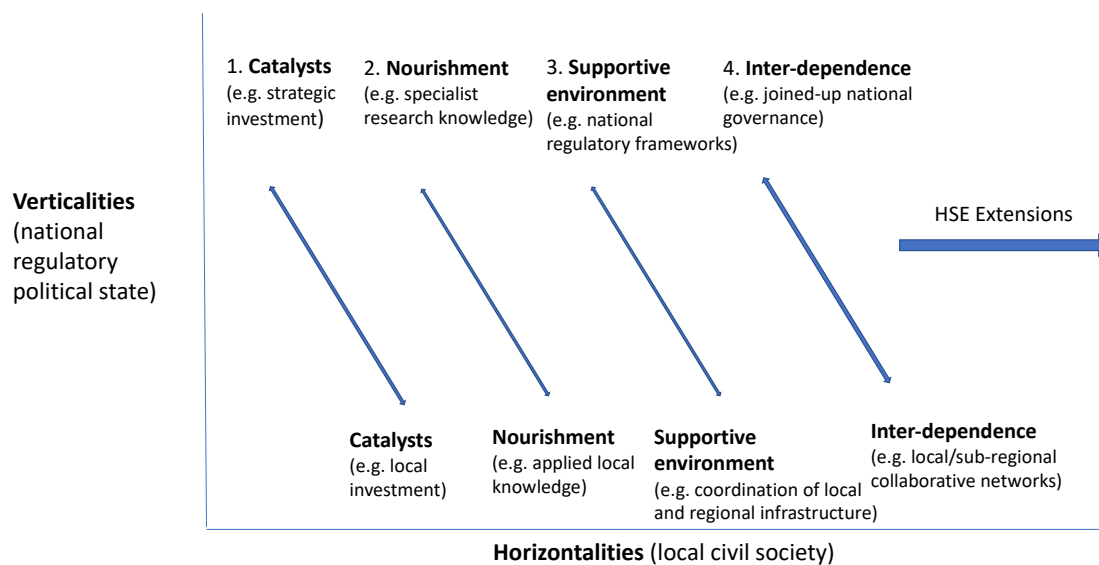 1. Catalysts
(e.g. strategic
investment)
2. Nourishment
(e.g. specialist
research knowledge)
3. Supportive
environment
(e.g. national
regulatory frameworks)
4. Inter-dependence
(e.g. joined-up national
governance)
Verticalities
(national
regulatory
political state)
HSE Extensions
Catalysts
(e.g. local
investment)
Nourishment
(e.g. applied local
knowledge)
Supportive
environment
(e.g. coordination of local
and regional infrastructure)
Inter-dependence
(e.g. local/sub-regional
collaborative networks)
Horizontalities (local civil society)